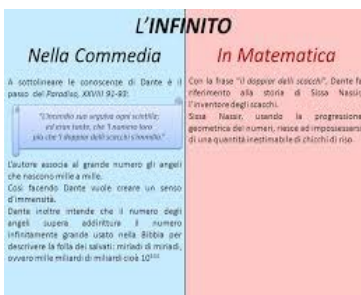 L'INFINITO
Nella Commedia
A sottolineare le conoscenze di Dante è il
passo del Paradiso, XXVIII 91-93:
"L'incendio suo seguiva ogni scintilla;
ed eran tante, che 'l numero loro
più che 'l doppiar delli scacchi s'inmilla."
L'autore associa al grande numero gli angeli
che nascono mille a mille.
Così facendo Dante vuole creare un senso
d'immensità.
Dante inoltre intende che il numero degli
angeli supera addirittura il numero
infinitamente grande usato nella Bibbia per
descrivere la folla dei salvati: miriadi di miriadi,
ovvero mille miliardi di miliardi cioè
In Matematica
Con la frase "il doppiar delli scacchi", Dante fa
riferimento alla storia di Sissa Nassir,
l'inventore degli scacchi.
Sissa Nassir, usando la progressione
geometrica dei numeri, riesce ad impossessarsi
di una quantità inestimabile di chicchi di riso.